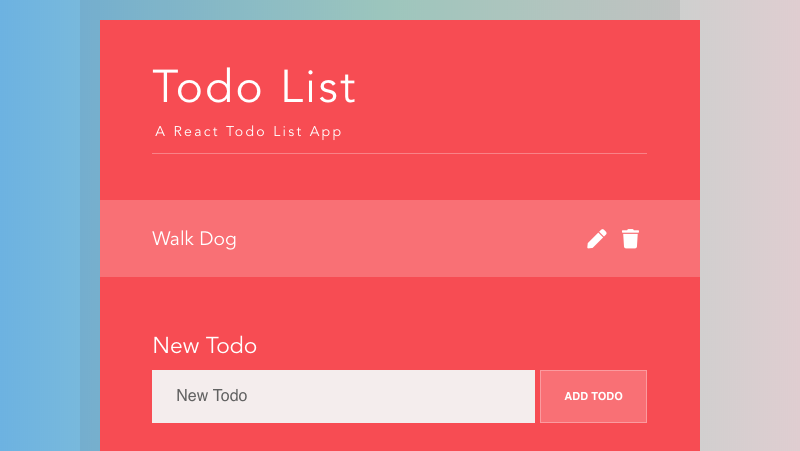 Todo List
A React Todo List App
Walk Dog
New Todo
New Todo
ADD TODO